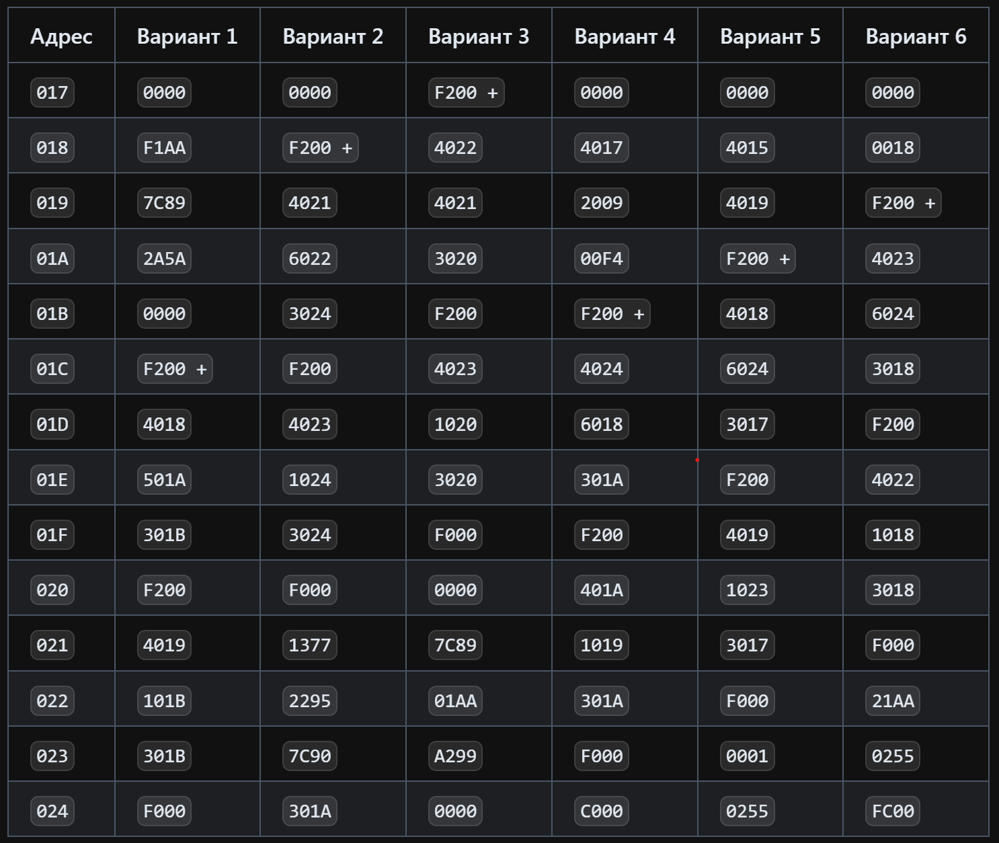 Адрес Вариант 1 Вариант 2 Вариант 3 Вариант 4 Вариант 5 Вариант 6
017 0000 0000 F200 + 0000 0000 0000
018 F1AA F200 + 4022 4017 4015 0018
019 7C89 4021 4021 2009 4019 F200 +
01A 2A5A 6022 3020 00F4 F200 + 4023
01B 0000 3024 F200 F200 + 4018 6024
01C F200 + F200 4023 4024 6024 3018
01D 4018 4023 1020 6018 3017 F200
01E 501A 1024 3020 301A F200 4022
01F 301B 3024 F000 F200 4019 1018
020 F200 F000 0000 401A 1023 3018
021 4019 1377 7C89 1019 3017 F000
022 101B 2295 01AA 301A F000 21AA
023 301B 7C90 A299 F000 0001 0255
024 F000 301A 0000 C000 0255 FC00